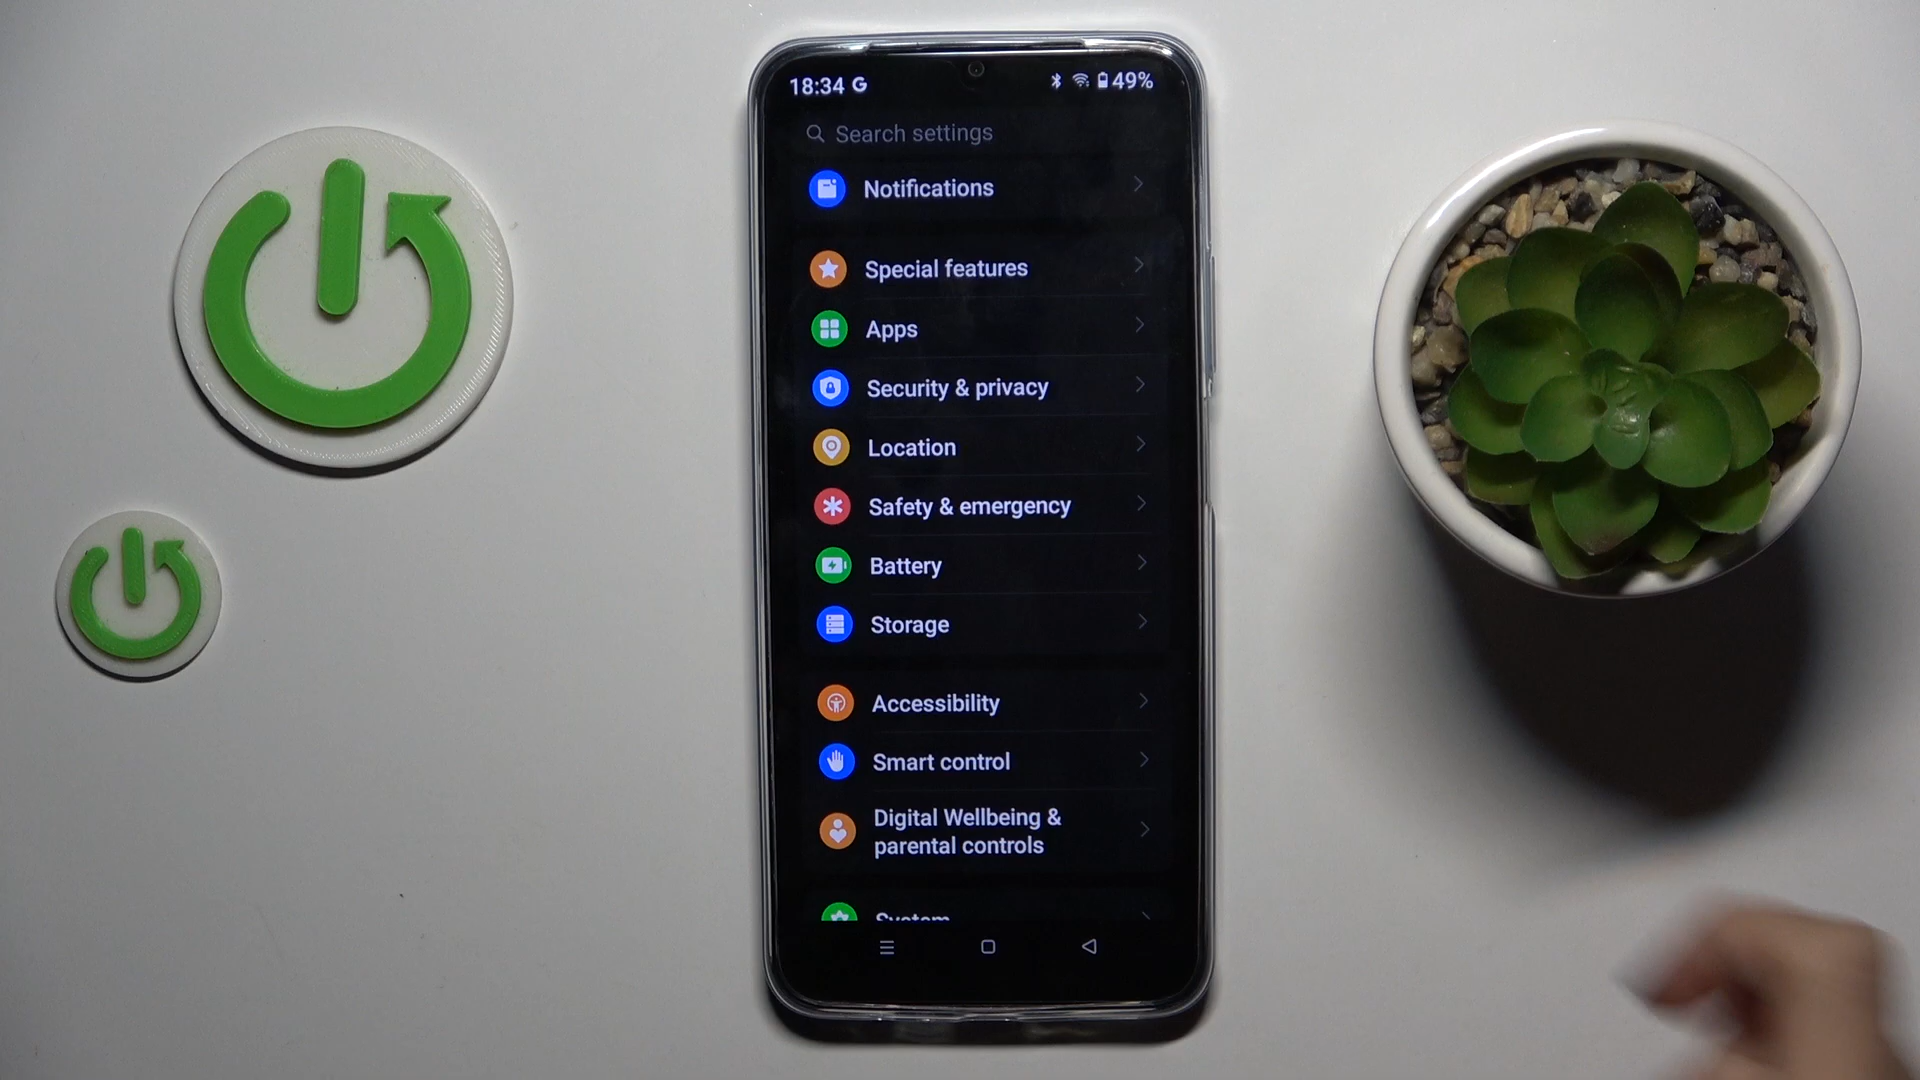 18:34 G 49%
Search settings
Notifications
Special features
Apps
Security & privacy
Location
Safety & emergency
Battery
Storage
Accessibility
Smart control
Digital Wellbeing &
parental controls
System